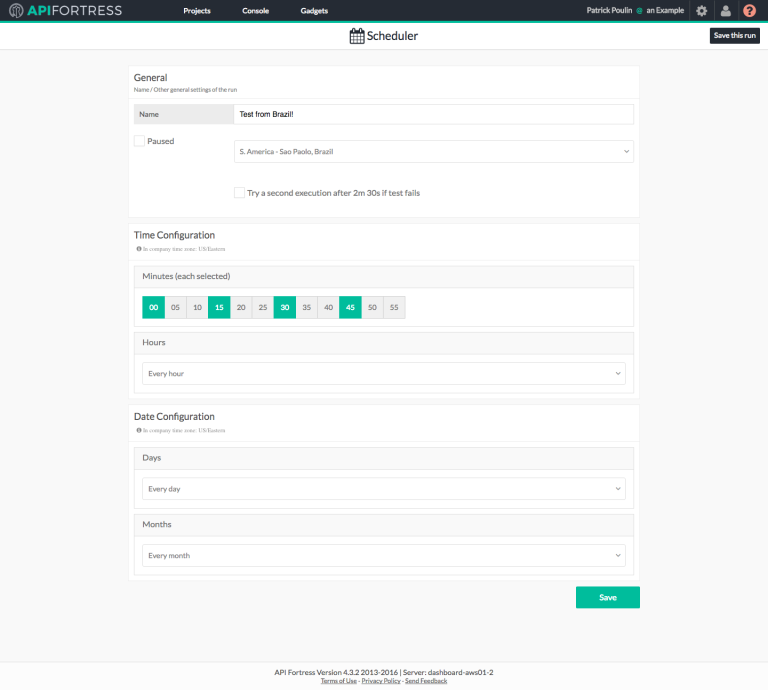 APIFORTRESS Projects Console Gadgets Patrick Poulin @ an Example ?
Scheduler Save this run
General
Name / Other general settings of the run
Name Test from Brazil!
Paused
S. America - Sao Paolo, Brazil
Try a second execution after 2m 30s if test fails
Time Configuration
In company time zone: US/Eastern
Minutes (each selected)
00 05 10 15 20 25 30 35 40 45 50 55
Hours
Every hour
Date Configuration
In company time zone: US/Eastern
Days
Every day
Months
Every month
Save
API Fortress Version 4.3.2 2013-2016 | Server: dashboard-aws01-2
Terms of Use - Privacy Policy - Send Feedback